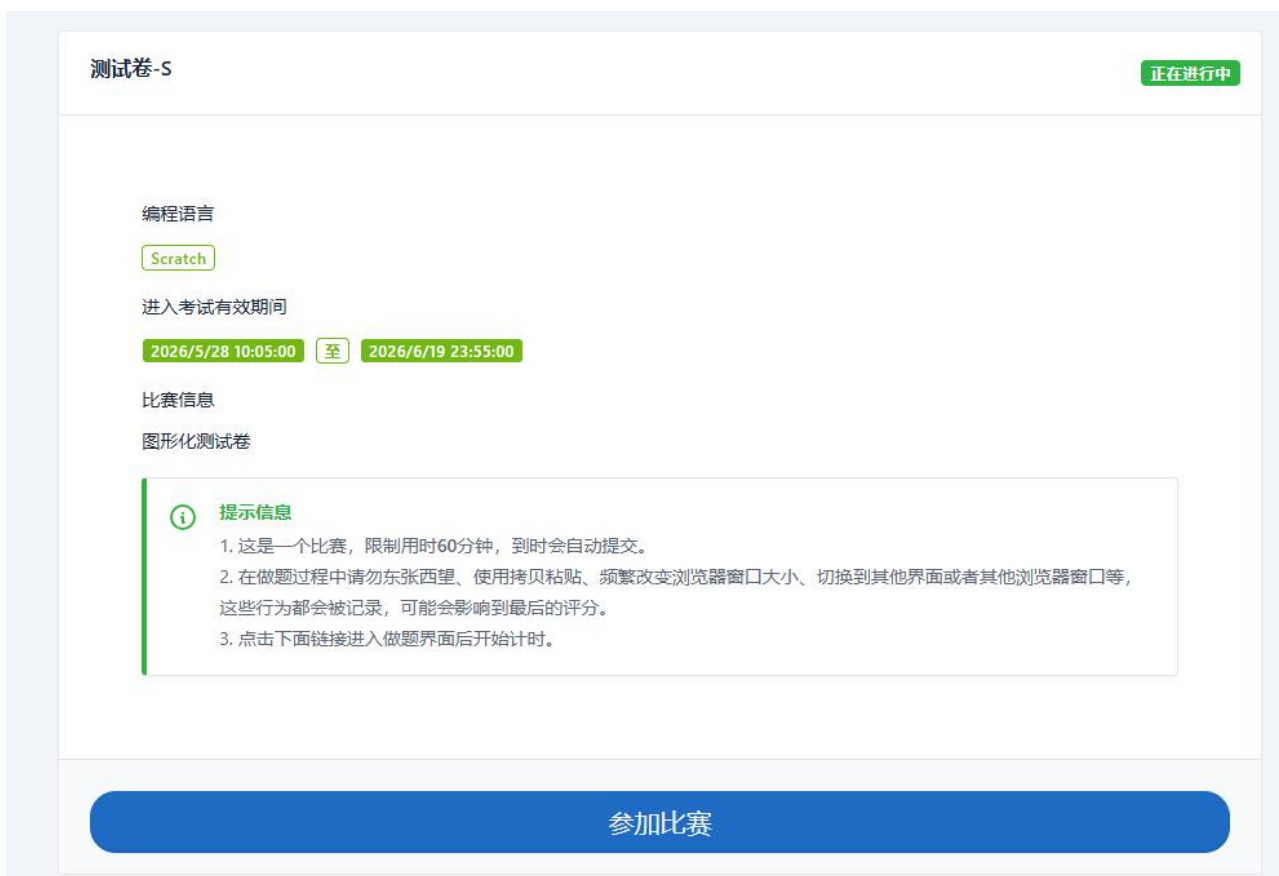 测试卷-S
正在进行中
编程语言
Scratch
进入考试有效期间
2026/5/28 10:05:00 至 2026/6/19 23:55:00
比赛信息
图形化测试卷
提示信息
1. 这是一个比赛，限制用时60分钟，到时会自动提交。
2. 在做题过程中请勿东张西望、使用拷贝粘贴、频繁改变浏览器窗口大小、切换到其他界面或者其他浏览器窗口等，
这些行为都会被记录，可能会影响到最后的评分。
3. 点击下面链接进入做题界面后开始计时。
参加比赛